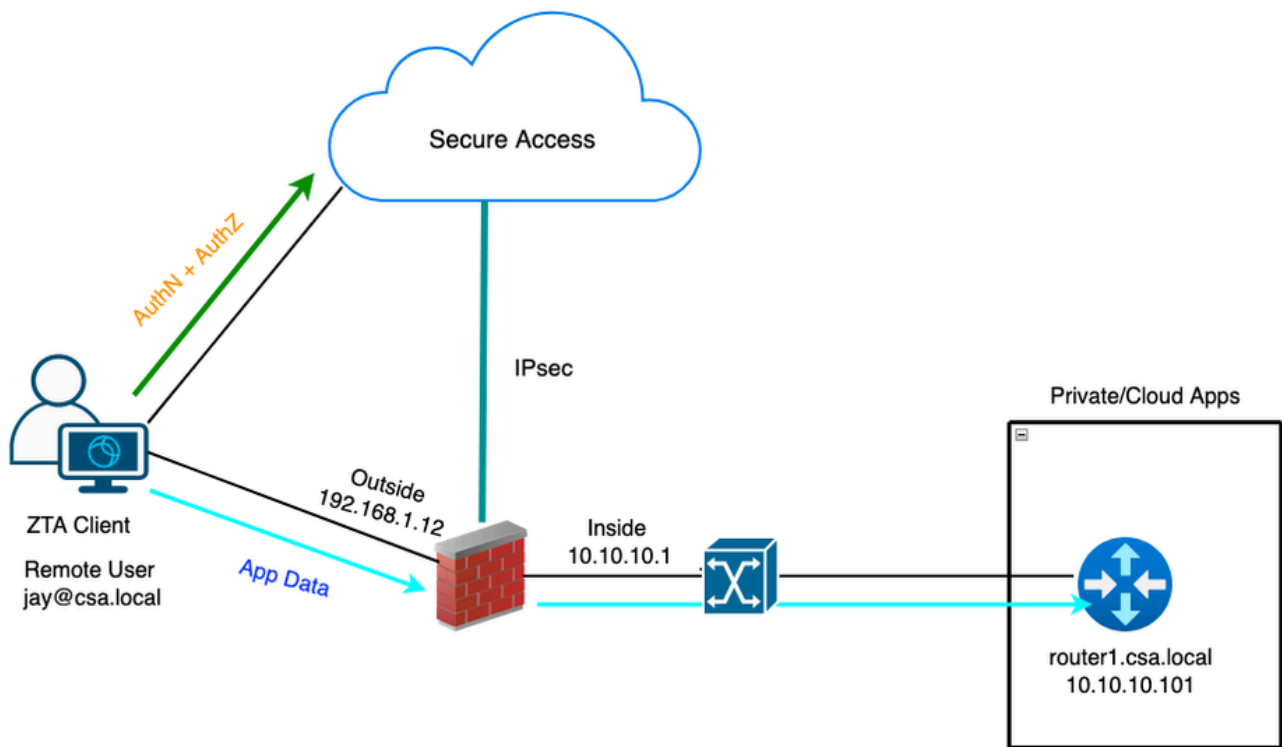 Secure Access
AuthN + AuthZ
IPsec
Private/Cloud Apps
Outside
192.168.1.12
Inside
10.10.10.1
ZTA Client
Remote User
jay@csa.local
App Data
router1.csa.local
10.10.10.101